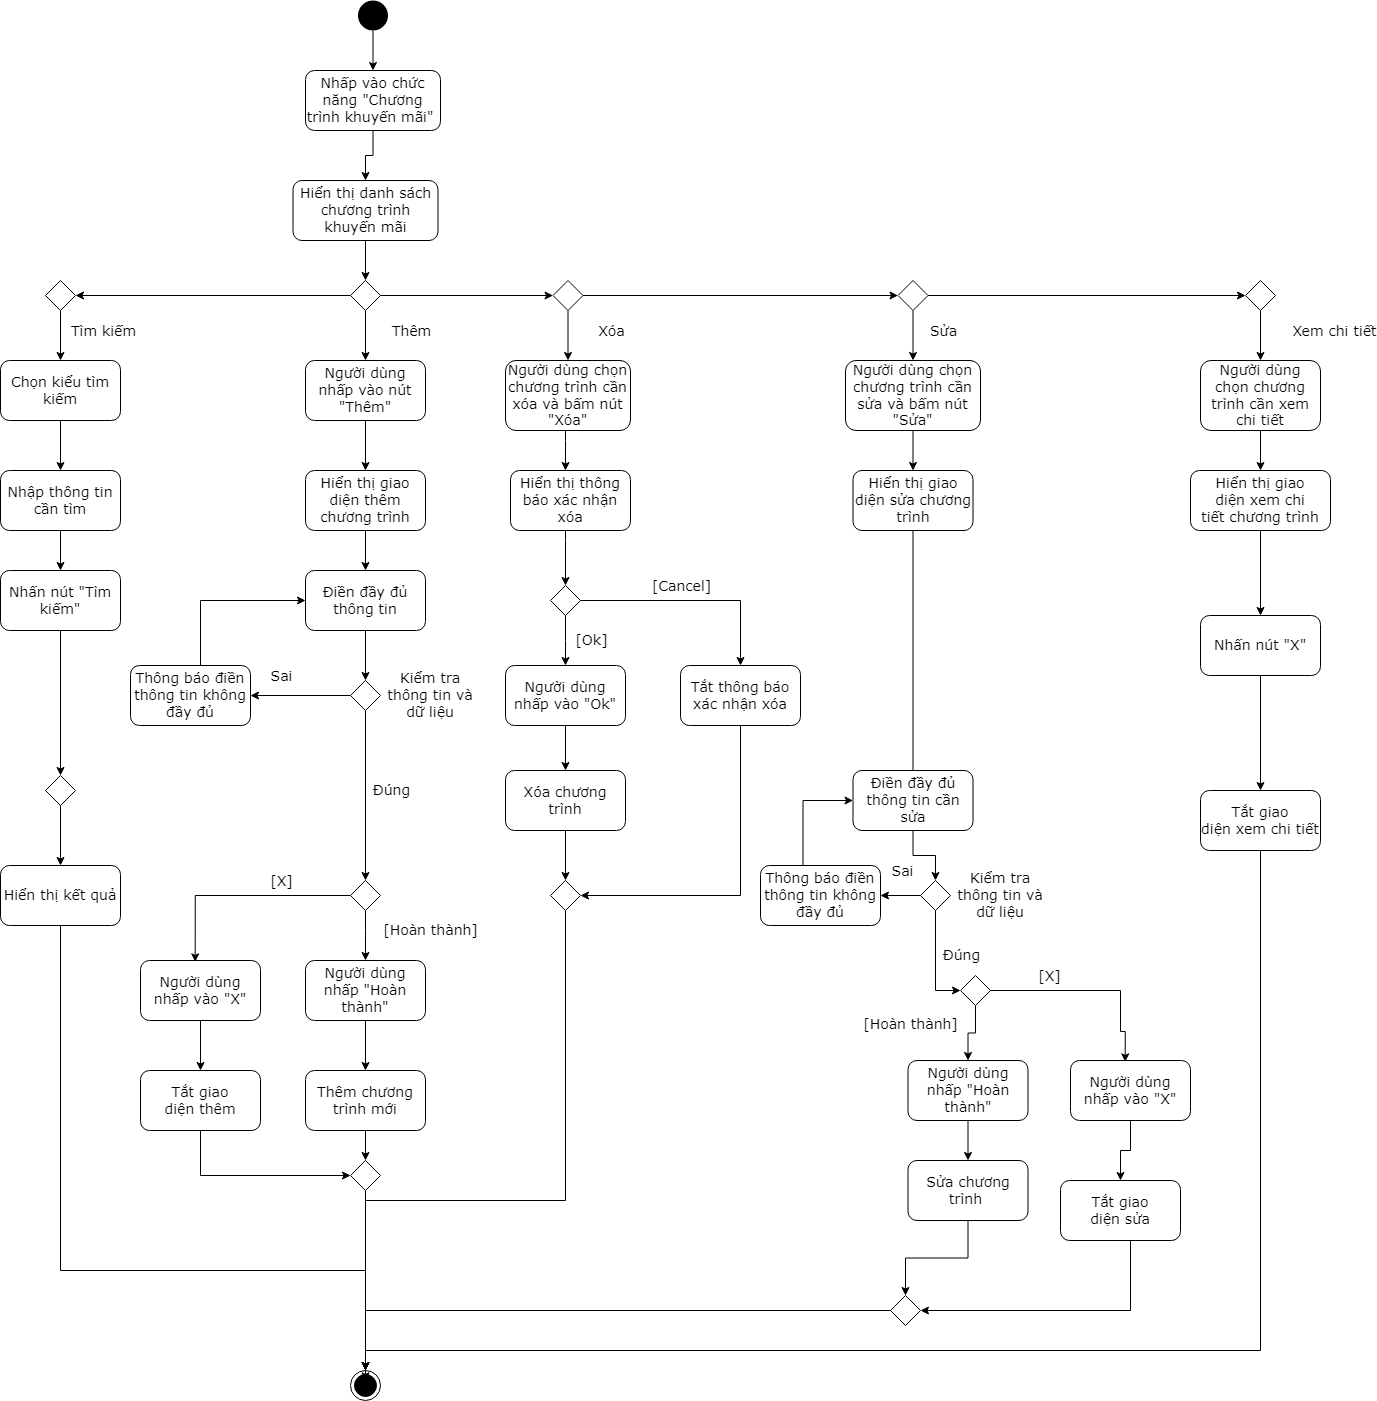 Nhấp vào chức
năng "Chương
trình khuyến mãi"
Hiển thị danh sách
chương trình
khuyến mãi
Tìm kiếm
Thêm
Xóa
Sửa
Xem chi tiết
Chọn kiểu tìm
kiếm
Người dùng
nhấp vào nút
"Thêm"
Người dùng chọn
chương trình cần
xóa và bấm nút
"Xóa"
Người dùng chọn
chương trình cần
sửa và bấm nút
"Sửa"
Người dùng
chọn chương
trình cần xem
chi tiết
Nhập thông tin
cần tìm
Hiển thị giao
diện thêm
chương trình
Hiển thị thông
báo xác nhận
xóa
Hiển thị giao
diện sửa chương
trình
Hiển thị giao
diện xem chi
tiết chương trình
Nhấn nút "Tìm
kiếm"
Điền đầy đủ
thông tin
[Cancel]
[Ok]
Nhấn nút "X"
Thông báo điền
thông tin không
đầy đủ
Sai
Kiểm tra
thông tin và
dữ liệu
Người dùng
nhấp vào "Ok"
Tắt thông báo
xác nhận xóa
Đúng
Xóa chương
trình
Điền đầy đủ
thông tin cần
sửa
Tắt giao
diện xem chi tiết
Hiển thị kết quả
[X]
[Hoàn thành]
Thông báo điền
thông tin không
đầy đủ
Sai
Kiểm tra
thông tin và
dữ liệu
Đúng
Người dùng
nhấp vào "X"
Người dùng
nhấp "Hoàn
thành"
[X]
[Hoàn thành]
Tắt giao
diện thêm
Thêm chương
trình mới
Người dùng
nhấp "Hoàn
thành"
Người dùng
nhấp vào "X"
Sửa chương
trình
Tắt giao
diện sửa